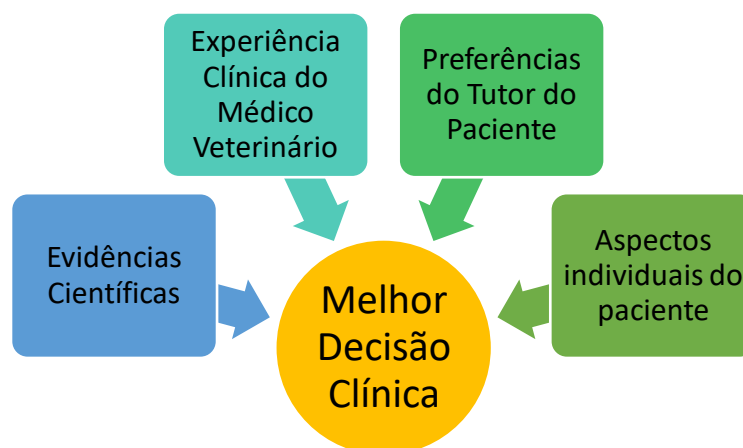 Experiência
Clínica do
Médico
Veterinário
Preferências
do Tutor do
Paciente
Evidências
Científicas
Aspectos
individuais do
paciente
Melhor
Decisão
Clínica